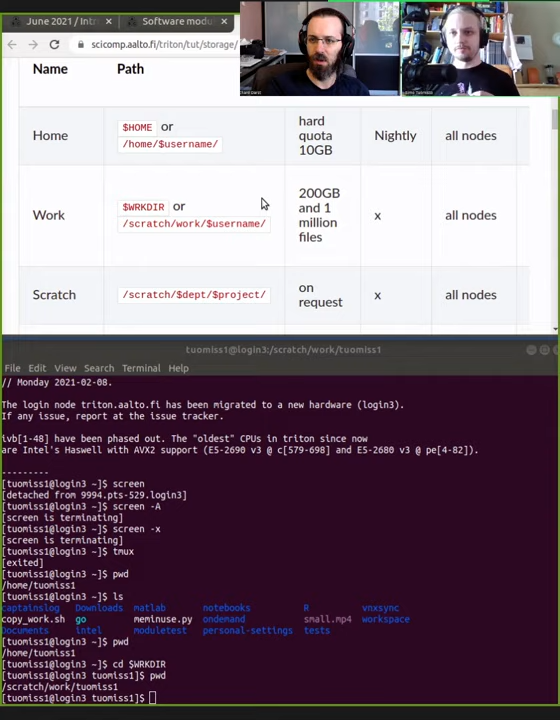 June 2021 / Intr
Software modu
scicomp.aalto.fi/triton/tut/storage/
Name Path
Home $HOME or /home/$username/ hard quota 10GB Nightly all nodes
Work $WRKDIR or /scratch/work/$username/ 200GB and 1 million files x all nodes
Scratch /scratch/$dept/$project/ on request x all nodes
tuomiss1@login3:/scratch/work/tuomiss1
File Edit View Search Terminal Help
// Monday 2021-02-08.
The login node triton.aalto.fi has been migrated to a new hardware (login3).
If any issue, report at the issue tracker.
ivb[1-48] have been phased out. The "oldest" CPUs in triton since now
are Intel's Haswell with AVX2 support (E5-2690 v3 @ c[579-698] and E5-2680 v3 @ pe[4-82]).
---------
[tuomiss1@login3 ~]$ screen
[detached from 9994.pts-529.login3]
[tuomiss1@login3 ~]$ screen -A
[screen is terminating]
[tuomiss1@login3 ~]$ screen -x
[screen is terminating]
[tuomiss1@login3 ~]$ tmux
[exited]
[tuomiss1@login3 ~]$ pwd
/home/tuomiss1
[tuomiss1@login3 ~]$ ls
captainslog Downloads matlab notebooks R vnxsync
copy_work.sh go meminuse.py ondemand small.mp4 workspace
Documents intel moduletest personal-settings tests
[tuomiss1@login3 ~]$ pwd
/home/tuomiss1
[tuomiss1@login3 ~]$ cd $WRKDIR
[tuomiss1@login3 tuomiss1]$ pwd
/scratch/work/tuomiss1
[tuomiss1@login3 tuomiss1]$